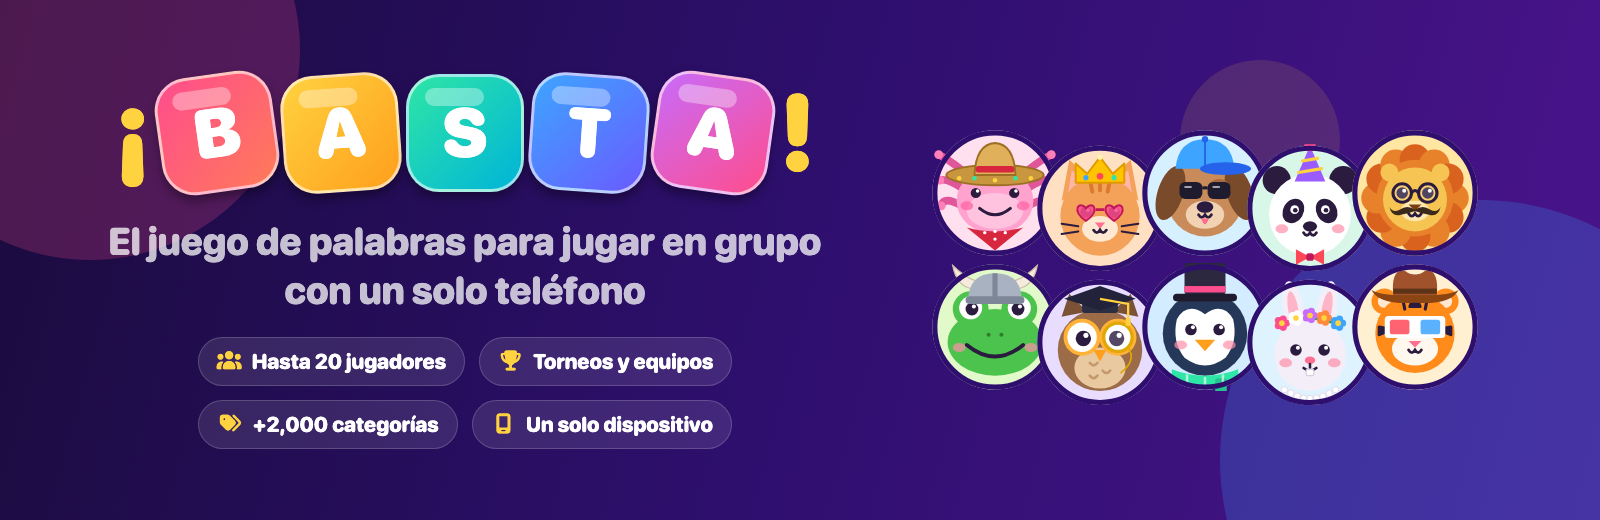 ¡BASTA!
El juego de palabras para jugar en grupo
con un solo teléfono
Hasta 20 jugadores
Torneos y equipos
+2,000 categorías
Un solo dispositivo